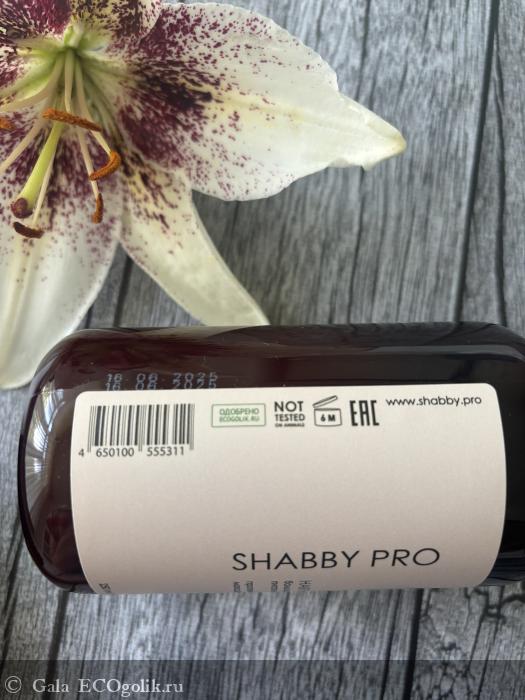 16 08 2025
16 08 2025
4 650100 555311
ОДОБРЕНО
ECOGOLIK.RU
NOT
TESTED
ON ANIMALS
6 M
EAC
www.shabby.pro
SHABBY PRO
© Gala ECOgolik.ru